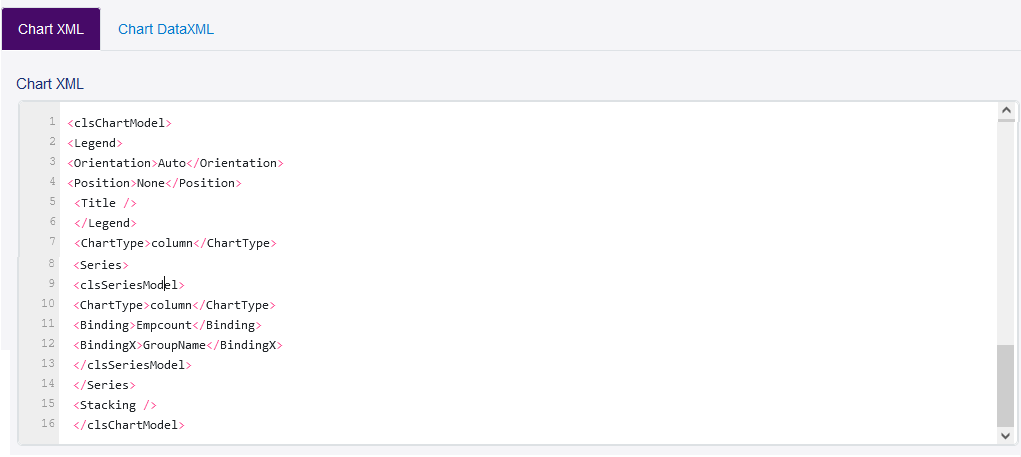 Chart XML Chart DataXML
Chart XML
1 <clsChartModel>
2 <Legend>
3 <Orientation>Auto</Orientation>
4 <Position>None</Position>
5 <Title />
6 </Legend>
7 <ChartType>column</ChartType>
8 <Series>
9 <clsSeriesModel>
10 <ChartType>column</ChartType>
11 <Binding>Empcount</Binding>
12 <BindingX>GroupName</BindingX>
13 </clsSeriesModel>
14 </Series>
15 <Stacking />
16 </clsChartModel>